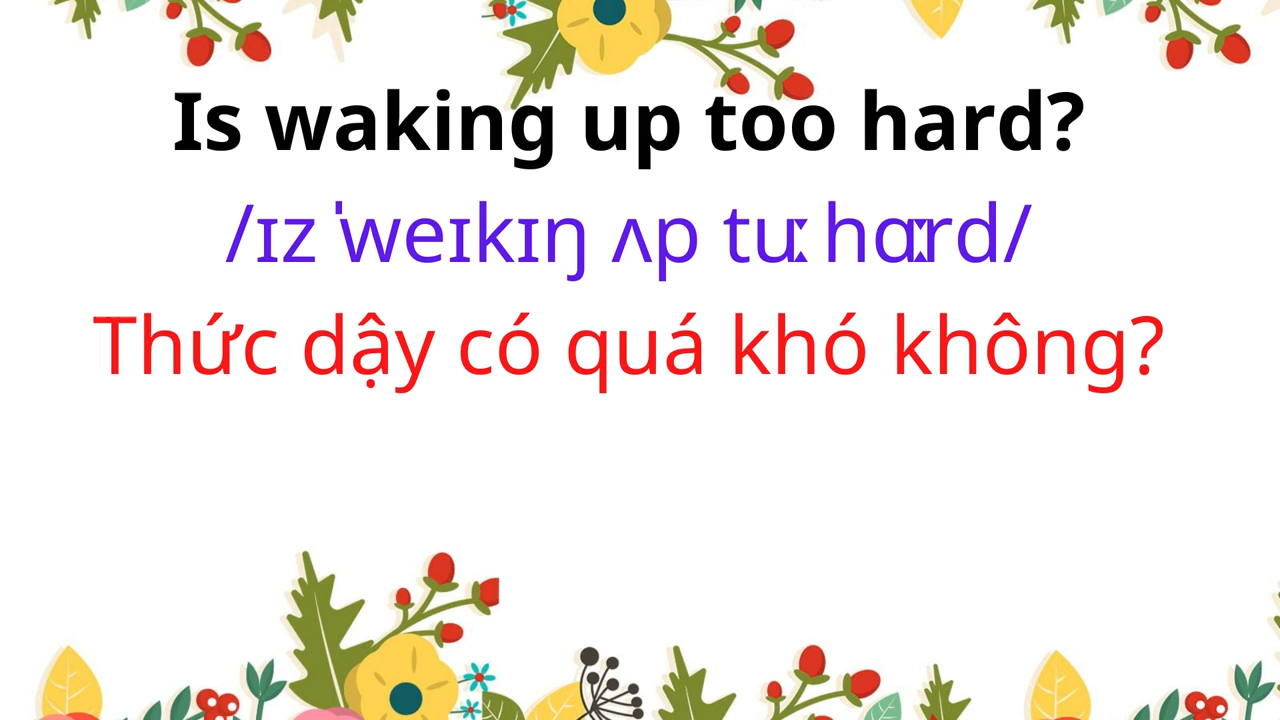 Is waking up too hard?
/ɪz ˈweɪkɪŋ ʌp tuː hɑːrd/
Thức dậy có quá khó không?